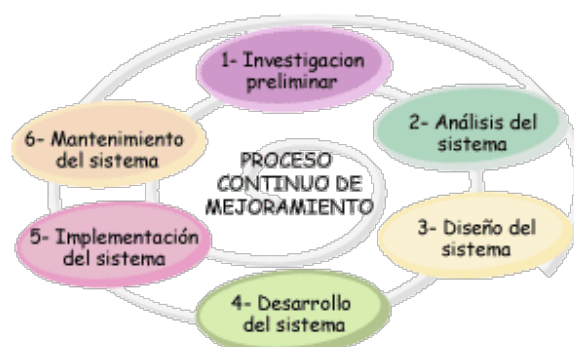 1- Investigacion
preliminar
2- Análisis del
sistema
3- Diseño del
sistema
4- Desarrollo
del sistema
5- Implementación
del sistema
6- Mantenimiento
del sistema
PROCESO
CONTINUO DE
MEJORAMIENTO